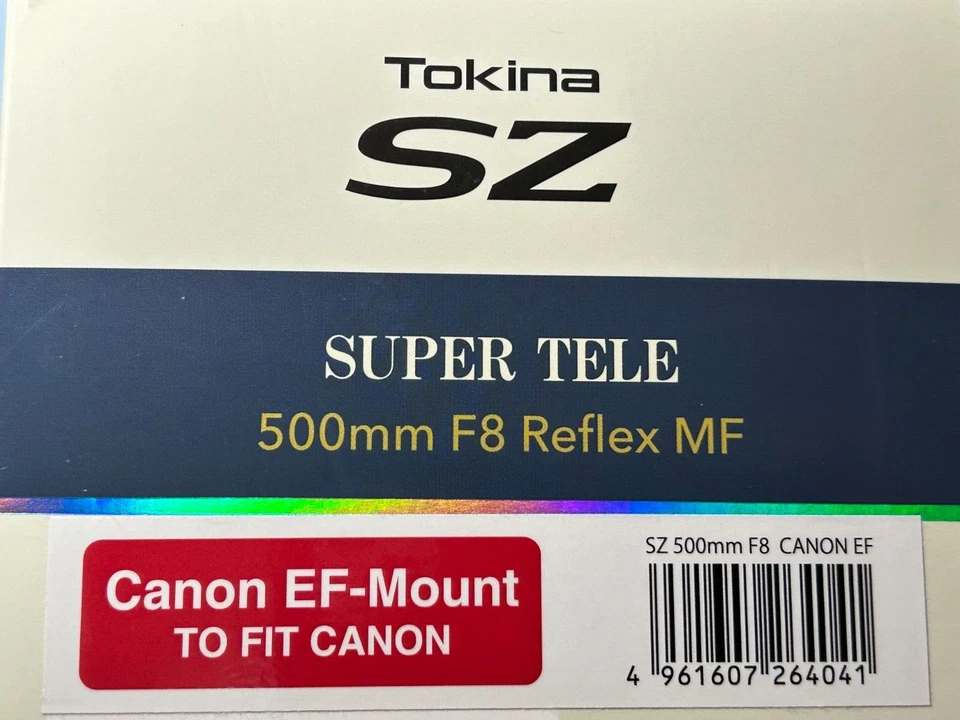 Tokina
SZ
SUPER TELE
500mm F8 Reflex MF
Canon EF-Mount
TO FIT CANON
SZ 500mm F8 CANON EF
4 961607 264041